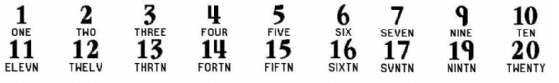 1 2 3 4 5 6 7 9 10
ONE TWO THREE FOUR FIVE SIX SEVEN NINE TEN
11 12 13 14 15 16 17 19 20
ELEVN TWELV THRTN FORTN FIFTN SIXTN SVNTN NINTN TWENTY